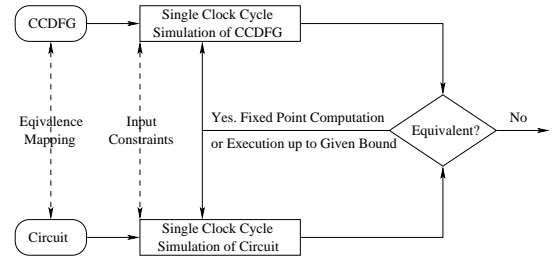 CCDFG
Single Clock Cycle
Simulation of CCDFG
Eqivalence
Mapping
Input
Constraints
Yes. Fixed Point Computation
or Execution up to Given Bound
Equivalent?
No
Circuit
Single Clock Cycle
Simulation of Circuit